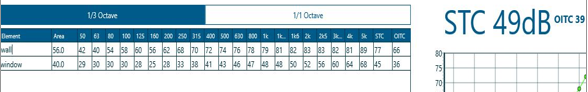 1/3 Octave 1/1 Octave
STC 49dB OITC 39
Element Area 50 63 80 100 125 160 200 250 315 400 500 630 800 1k 1k... 1k5 2k 2k5 3k... 4k 5k STC OITC
wall 56.0 42 40 54 58 60 56 62 68 70 72 74 76 78 79 81 82 83 83 82 81 89 77 66
window 40.0 29 30 30 30 28 25 28 33 38 41 43 46 47 48 48 50 52 56 60 64 68 45 36
80
75
70